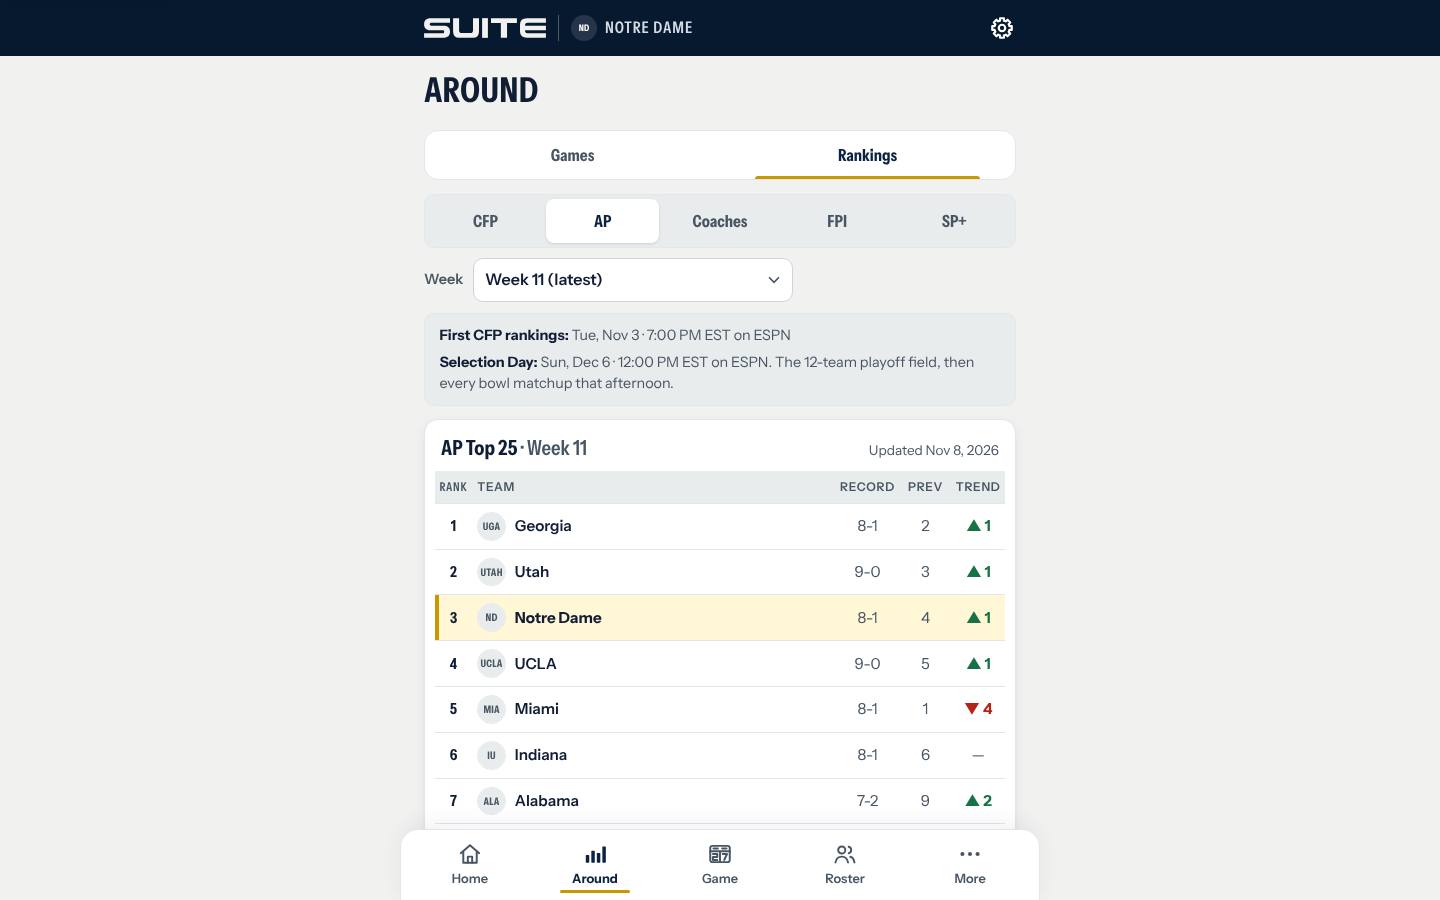 SUITE ND NOTRE DAME
AROUND
Games Rankings
CFP AP Coaches FPI SP+
Week Week 11 (latest)
First CFP rankings: Tue, Nov 3 · 7:00 PM EST on ESPN
Selection Day: Sun, Dec 6 · 12:00 PM EST on ESPN. The 12-team playoff field, then
every bowl matchup that afternoon.
AP Top 25 · Week 11 Updated Nov 8, 2026
RANK TEAM RECORD PREV TREND
1 UGA Georgia 8-1 2 ▲ 1
2 UTAH Utah 9-0 3 ▲ 1
3 ND Notre Dame 8-1 4 ▲ 1
4 UCLA UCLA 9-0 5 ▲ 1
5 MIA Miami 8-1 1 ▼ 4
6 IU Indiana 8-1 6 —
7 ALA Alabama 7-2 9 ▲ 2
Home Around Game Roster More